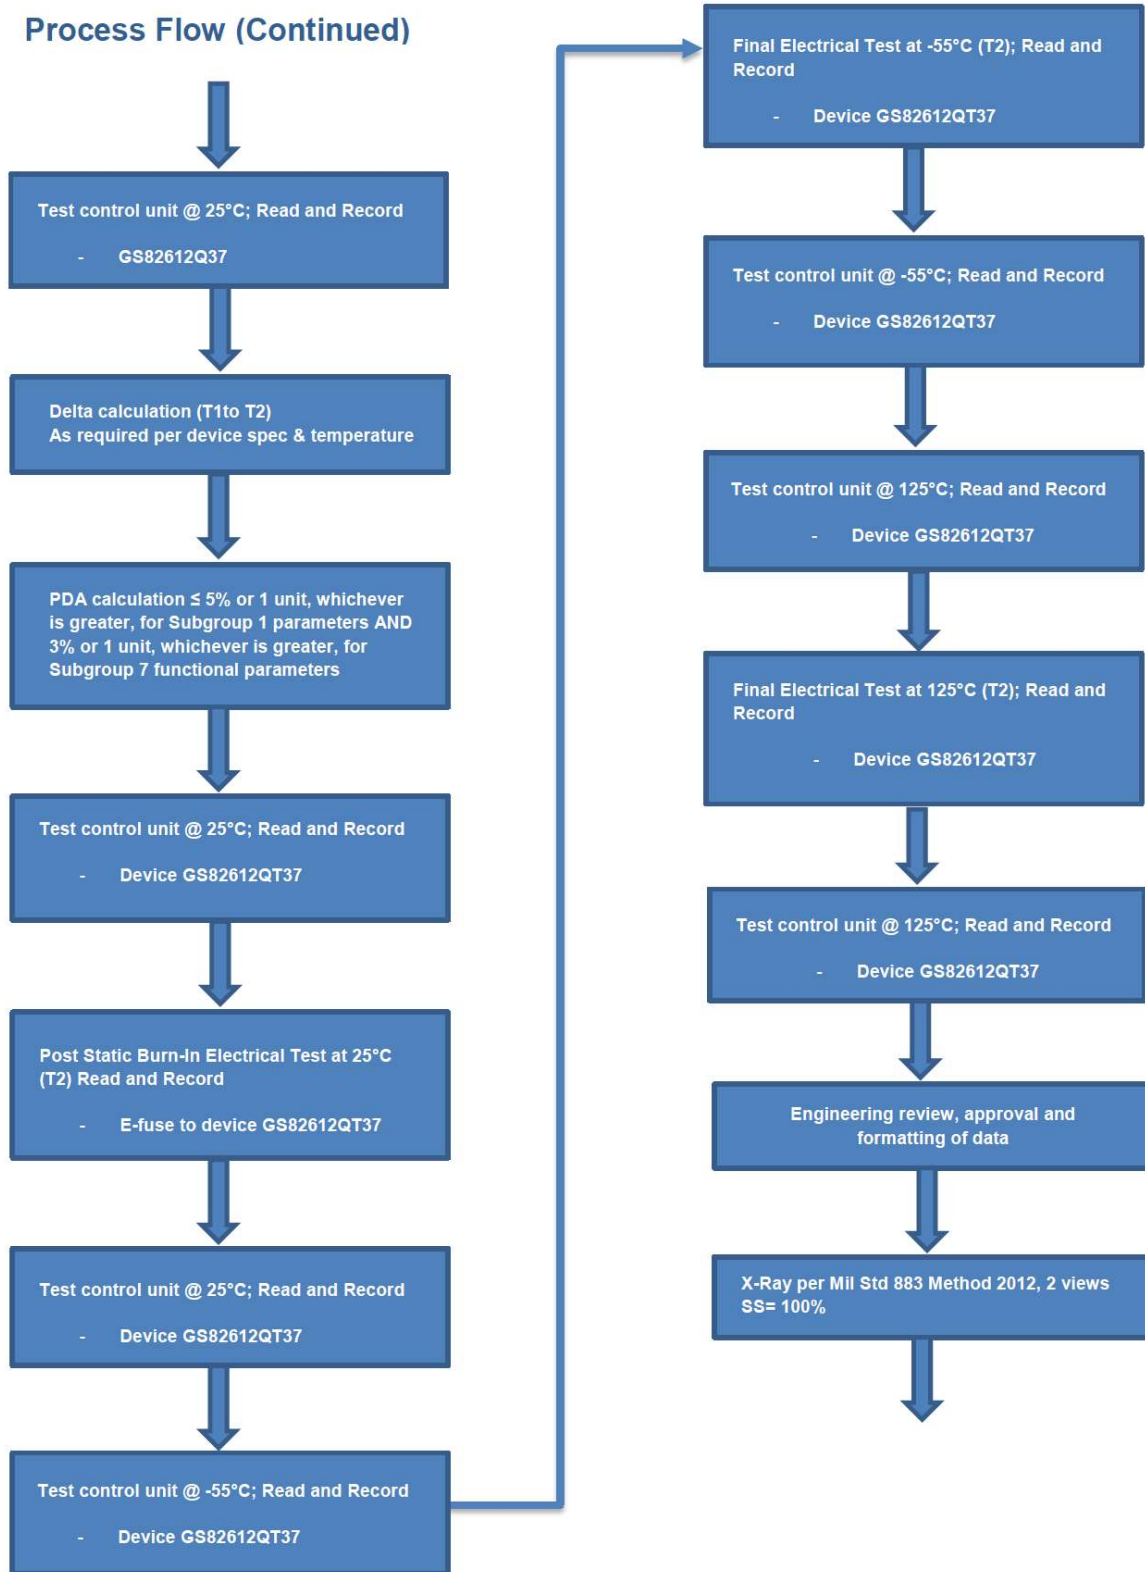 Process Flow (Continued)
Test control unit @ 25°C; Read and Record
- GS82612Q37
Delta calculation (T1to T2)
As required per device spec & temperature
PDA calculation ≤ 5% or 1 unit, whichever
is greater, for Subgroup 1 parameters AND
3% or 1 unit, whichever is greater, for
Subgroup 7 functional parameters
Test control unit @ 25°C; Read and Record
- Device GS82612QT37
Post Static Burn-In Electrical Test at 25°C
(T2) Read and Record
- E-fuse to device GS82612QT37
Test control unit @ 25°C; Read and Record
- Device GS82612QT37
Test control unit @ -55°C; Read and Record
- Device GS82612QT37
Final Electrical Test at -55°C (T2); Read and
Record
- Device GS82612QT37
Test control unit @ -55°C; Read and Record
- Device GS82612QT37
Test control unit @ 125°C; Read and Record
- Device GS82612QT37
Final Electrical Test at 125°C (T2); Read and
Record
- Device GS82612QT37
Test control unit @ 125°C; Read and Record
- Device GS82612QT37
Engineering review, approval and
formatting of data
X-Ray per Mil Std 883 Method 2012, 2 views
SS= 100%